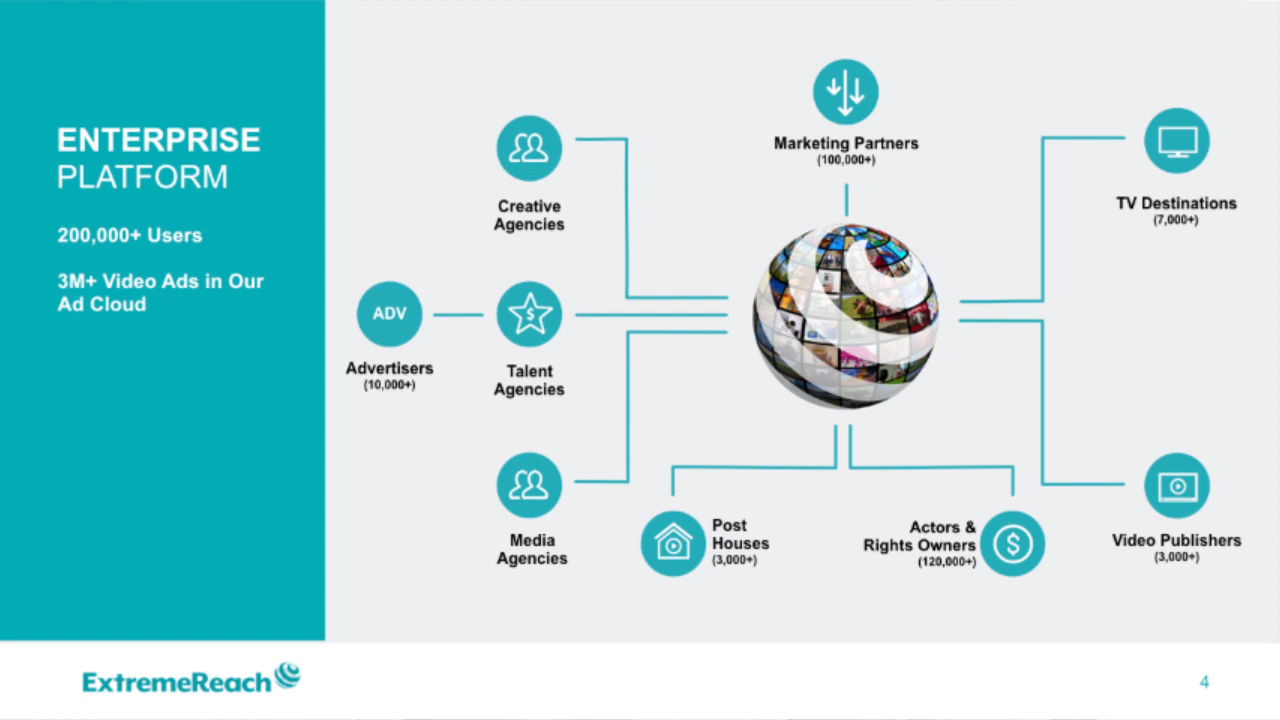 ENTERPRISE
PLATFORM
200,000+ Users
3M+ Video Ads in Our
Ad Cloud
Marketing Partners
(100,000+)
Creative
Agencies
TV Destinations
(7,000+)
ADV
Advertisers
(10,000+)
$
Talent
Agencies
Media
Agencies
Post
Houses
(3,000+)
Actors &
Rights Owners
(120,000+)
$
Video Publishers
(3,000+)
ExtremeReach
4